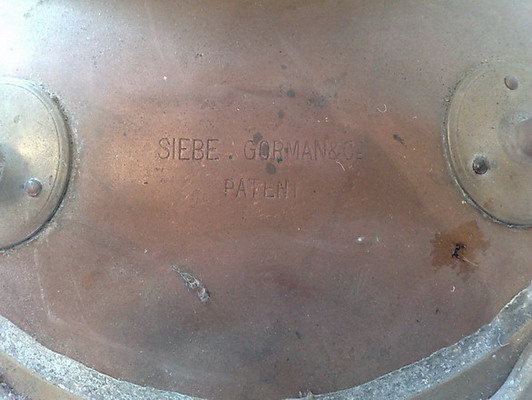 SIEBE. GORMAN & Co
PATENT